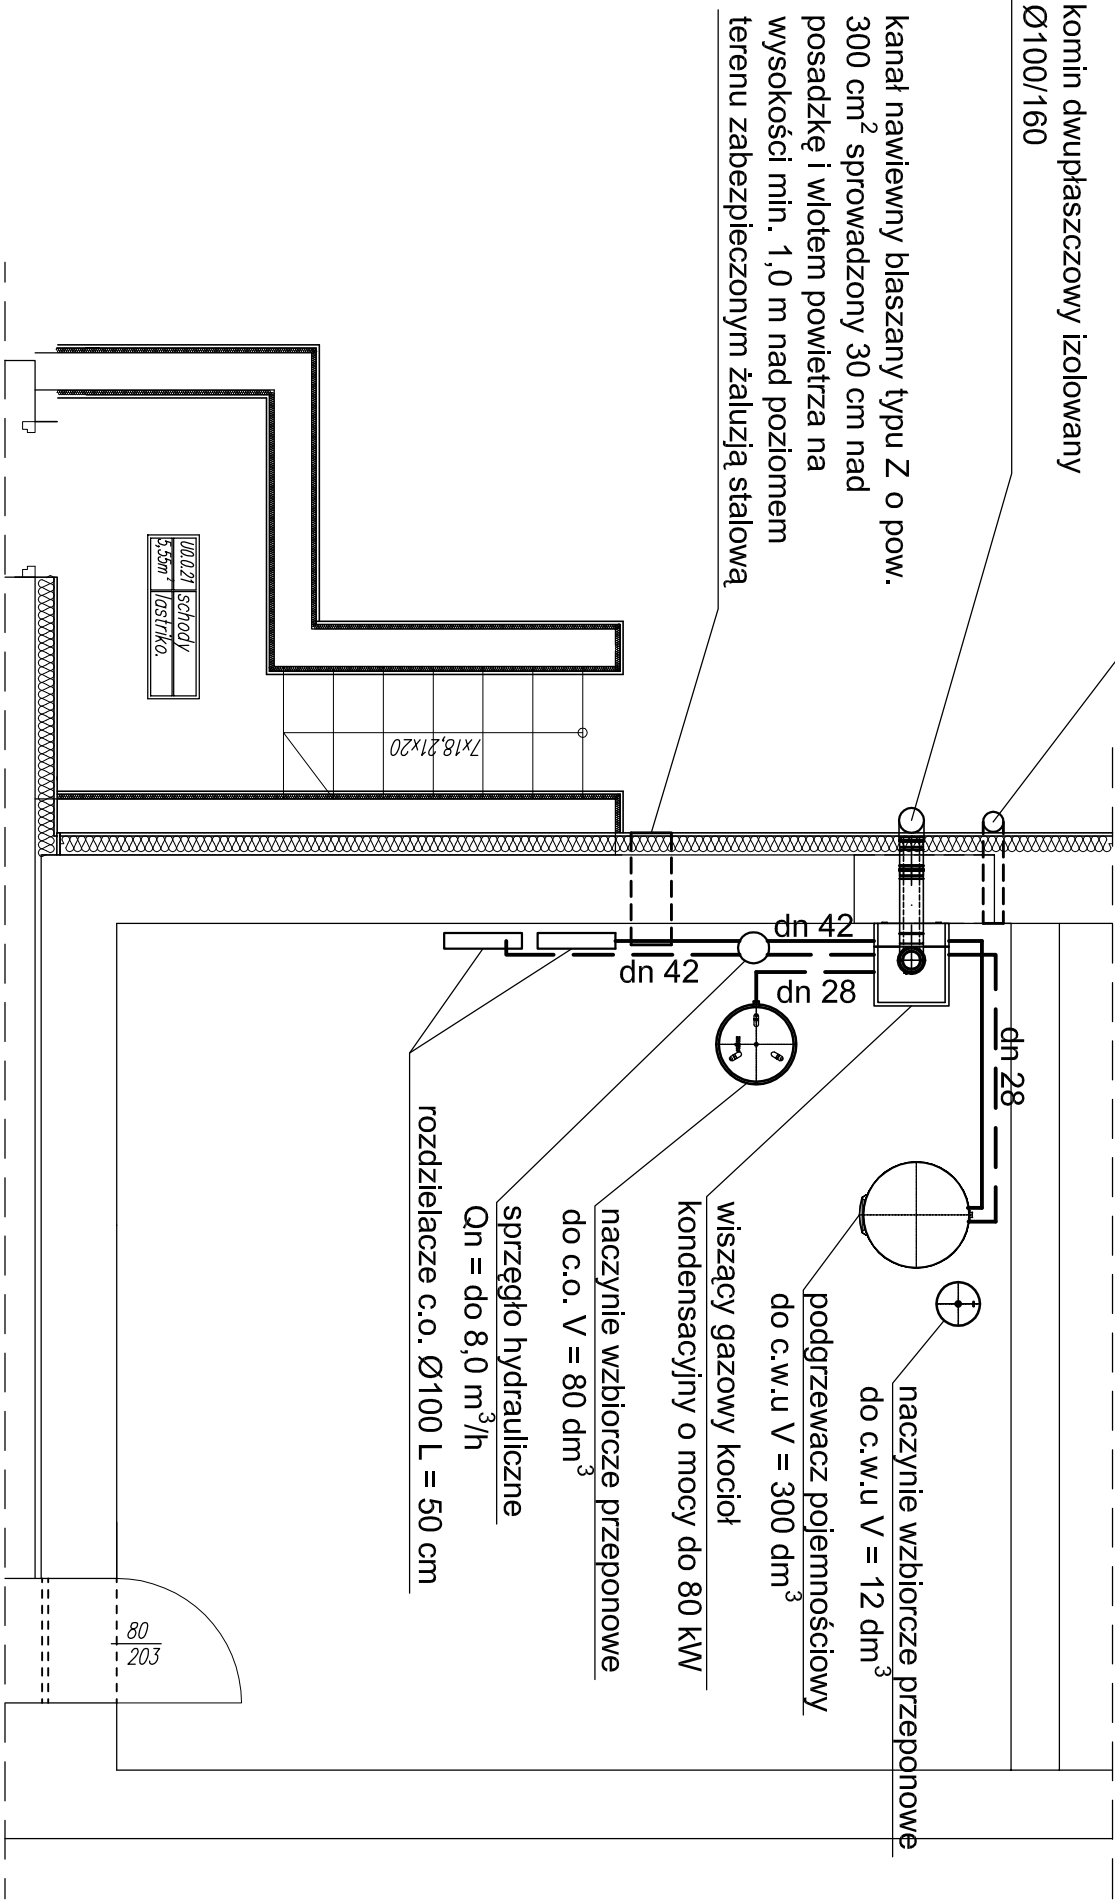 komin dwupłaszczowy izolowany
Ø100/160
kanał nawiewny blaszany typu Z o pow.
300 cm² sprowadzony 30 cm nad
posadzkę i wlotem powietrza na
wysokości min. 1,0 m nad poziomem
terenu zabezpieczonym żaluzją stalową
U0.0.21 schody
5,55m² lastriko.
7x18,21x20
dn 42
dn 42
dn 28
dn 28
naczynie wzbiorcze przeponowe
do c.w.u V = 12 dm³
podgrzewacz pojemnościowy
do c.w.u V = 300 dm³
wiszący gazowy kocioł
kondensacyjny o mocy do 80 kW
naczynie wzbiorcze przeponowe
do c.o. V = 80 dm³
sprzęgło hydrauliczne
Qn = do 8,0 m³/h
rozdzielacze c.o. Ø100 L = 50 cm
80
203